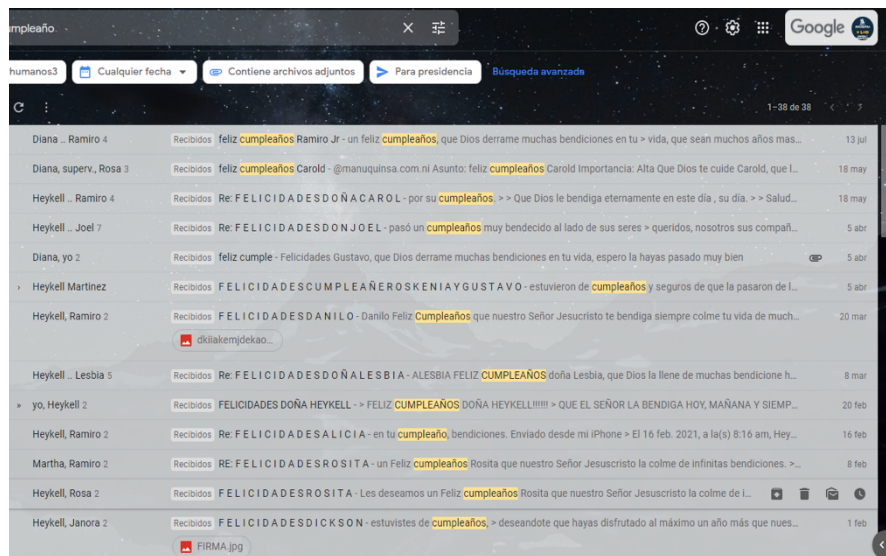 mpleaño
Google
humanos3
Cualquier fecha
Contiene archivos adjuntos
Para presidencia
Búsqueda avanzada
1–38 de 38
Diana .. Ramiro 4 Recibidos feliz cumpleaños Ramiro Jr - un feliz cumpleaños, que Dios derrame muchas bendiciones en tu > vida, que sean muchos años mas... 13 jul
Diana, superv., Rosa 3 Recibidos feliz cumpleaños Carold - @manuquinsa.com.ni Asunto: feliz cumpleaños Carold Importancia: Alta Que Dios te cuide Carold, que l... 18 may
Heykell .. Ramiro 4 Recibidos Re: F E L I C I D A D E S D O Ñ A C A R O L - por su cumpleaños. > > Que Dios le bendiga eternamente en este día , su día. > > Salud... 18 may
Heykell .. Joel 7 Recibidos Re: F E L I C I D A D E S D O N J O E L - pasó un cumpleaños muy bendecido al lado de sus seres > queridos, nosotros sus compañ... 5 abr
Diana, yo 2 Recibidos feliz cumple - Felicidades Gustavo, que Dios derrame muchas bendiciones en tu vida, espero la hayas pasado muy bien 5 abr
Heykell Martinez Recibidos F E L I C I D A D E S C U M P L E A Ñ E R O S K E N I A Y G U S T A V O - estuvieron de cumpleaños y seguros de que la pasaron de l... 5 abr
Heykell, Ramiro 2 Recibidos F E L I C I D A D E S D A N I L O - Danilo Feliz Cumpleaños que nuestro Señor Jesucristo te bendiga siempre colme tu vida de much... 20 mar
dkiiakemjdekao...
Heykell .. Lesbia 5 Recibidos Re: F E L I C I D A D E S D O Ñ A L E S B I A - ALESBIA FELIZ CUMPLEAÑOS doña Lesbia, que Dios la llene de muchas bendicione h... 8 mar
yo, Heykell 2 Recibidos FELICIDADES DOÑA HEYKELL - > FELIZ CUMPLEAÑOS DOÑA HEYKELL!!!!!! > QUE EL SEÑOR LA BENDIGA HOY, MAÑANA Y SIEMP... 20 feb
Heykell, Ramiro 2 Recibidos Re: F E L I C I D A D E S A L I C I A - en tu cumpleaño, bendiciones. Enviado desde mi iPhone > El 16 feb. 2021, a la(s) 8:16 am, Hey... 16 feb
Martha, Ramiro 2 Recibidos RE: F E L I C I D A D E S R O S I T A - un Feliz cumpleaños Rosita que nuestro Señor Jesuscristo la colme de infinitas bendiciones. >... 8 feb
Heykell, Rosa 2 Recibidos F E L I C I D A D E S R O S I T A - Les deseamos un Feliz cumpleaños Rosita que nuestro Señor Jesuscristo la colme de i...
Heykell, Janora 2 Recibidos F E L I C I D A D E S D I C K S O N - estuvistes de cumpleaños, > deseandote que hayas disfrutado al máximo un año más que nues... 1 feb
FIRMA.jpg